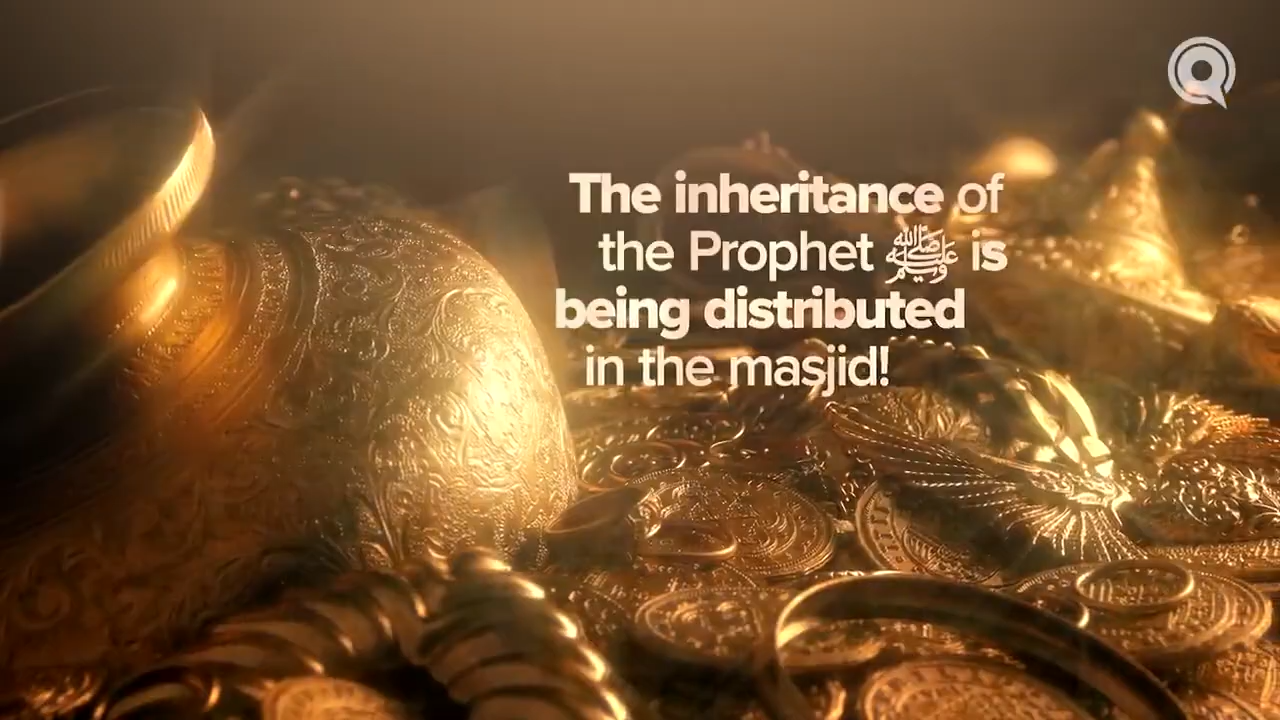 The inheritance of
the Prophet ﷺ is
being distributed
in the masjid!